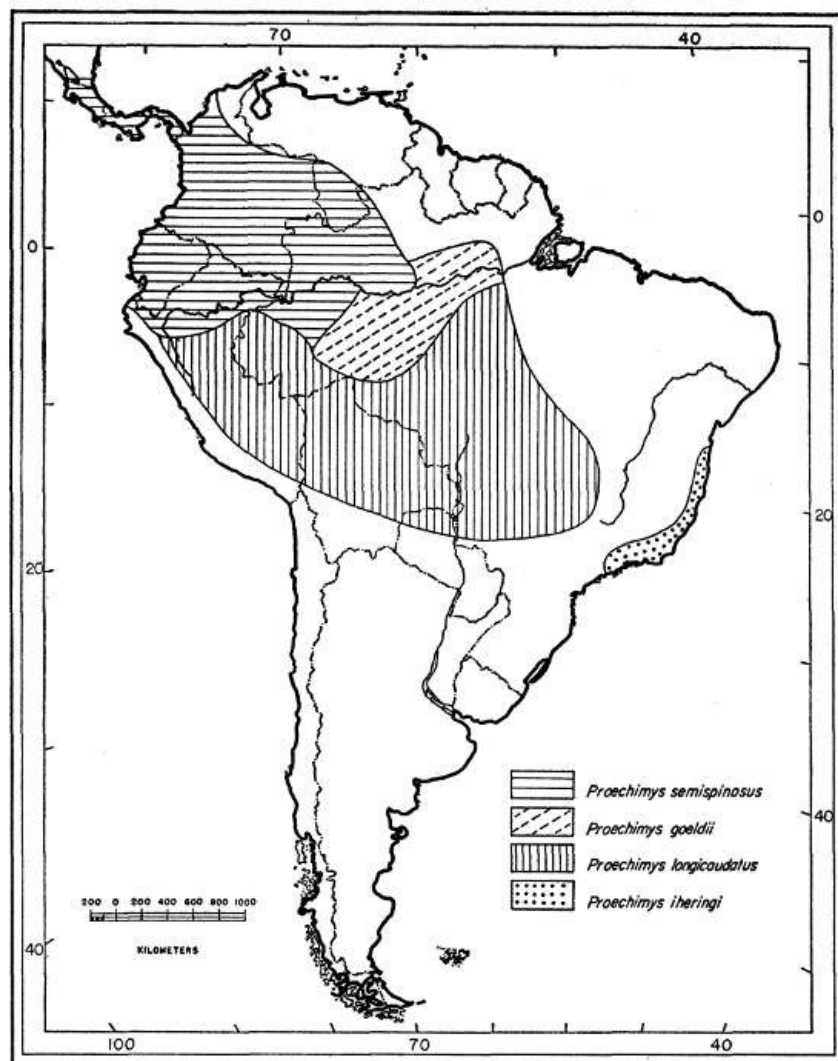 70 40
0 0
20 20
40 40
Proechimys semispinosus
Proechimys goeldii
Proechimys longicaudatus
Proechimys iheringi
200 0 200 400 600 800 1000
KILOMETERS
100 70 40